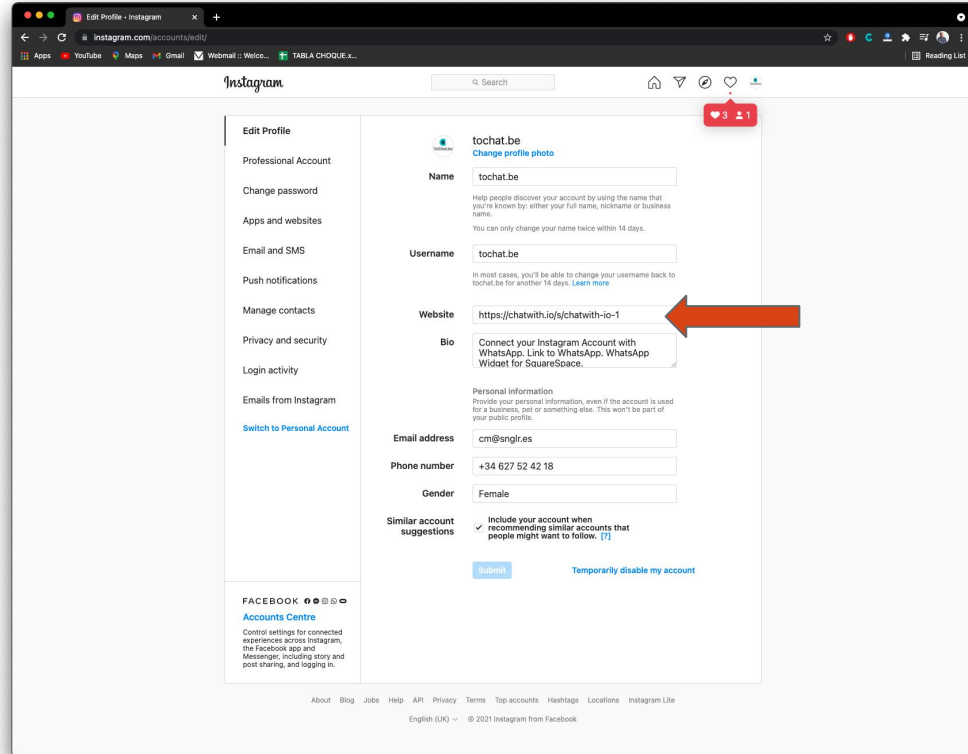 Edit Profile • Instagram
instagram.com/accounts/edit/
Apps YouTube Maps Gmail Webmail :: Welco... TABLA CHOQUE.x... Reading List
Instagram
Search
3 1
Edit Profile
Professional Account
Change password
Apps and websites
Email and SMS
Push notifications
Manage contacts
Privacy and security
Login activity
Emails from Instagram
Switch to Personal Account
tochat.be
Change profile photo
Name
tochat.be
Help people discover your account by using the name that
you're known by: either your full name, nickname or business
name.
You can only change your name twice within 14 days.
Username
tochat.be
In most cases, you'll be able to change your username back to
tochat.be for another 14 days. Learn more
Website
https://chatwith.io/s/chatwith-io-1
Bio
Connect your Instagram Account with
WhatsApp. Link to WhatsApp. WhatsApp
Widget for SquareSpace.
Personal information
Provide your personal information, even if the account is used
for a business, pet or something else. This won't be part of
your public profile.
Email address
cm@snglr.es
Phone number
+34 627 52 42 18
Gender
Female
Similar account
suggestions
Include your account when
recommending similar accounts that
people might want to follow. [?]
Submit
Temporarily disable my account
FACEBOOK
Accounts Centre
Control settings for connected
experiences across Instagram,
the Facebook app and
Messenger, including story and
post sharing, and logging in.
About Blog Jobs Help API Privacy Terms Top accounts Hashtags Locations Instagram Lite
English (UK) © 2021 Instagram from Facebook